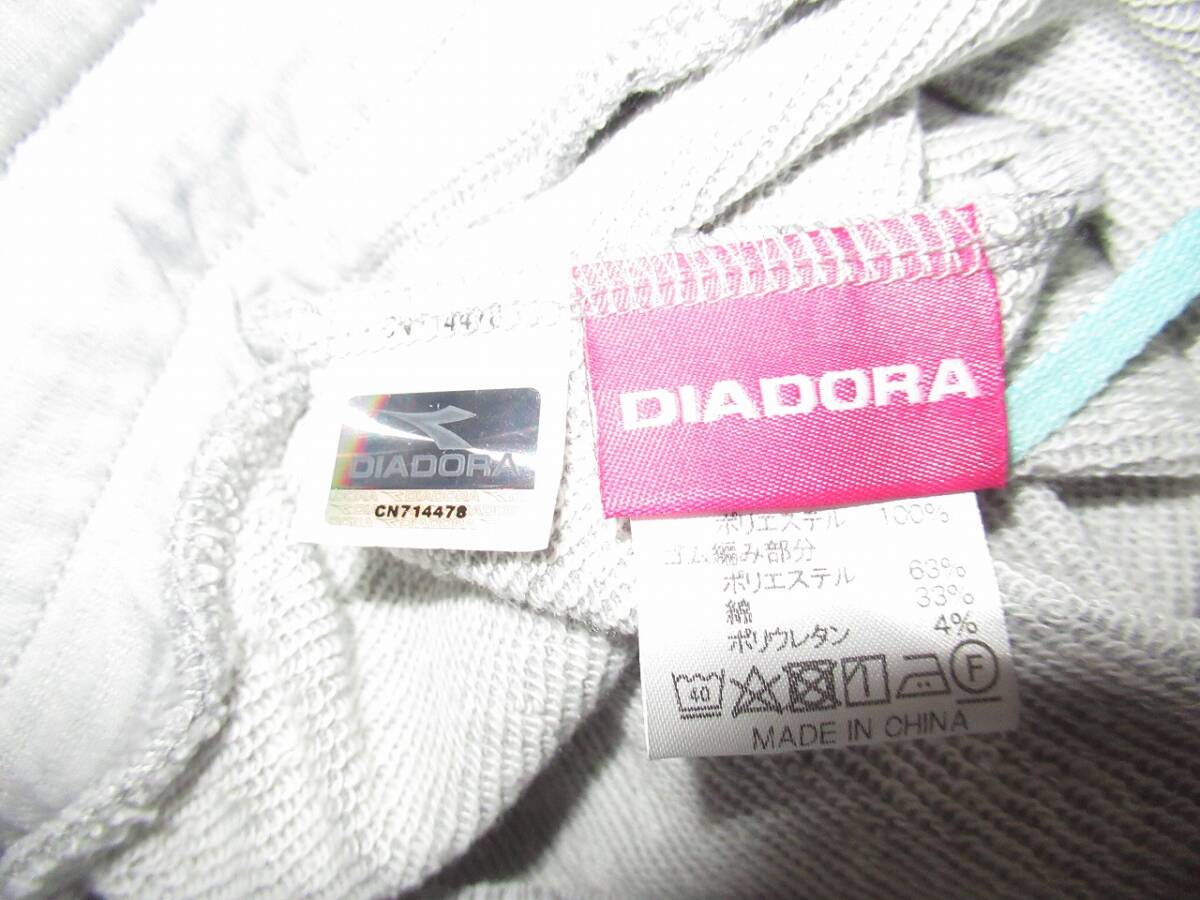 CN714478
DIADORA
CN714478
DIADORA
ポリエステル 100%
ゴム編み部分
ポリエステル 63%
綿 33%
ポリウレタン 4%
40
F
MADE IN CHINA